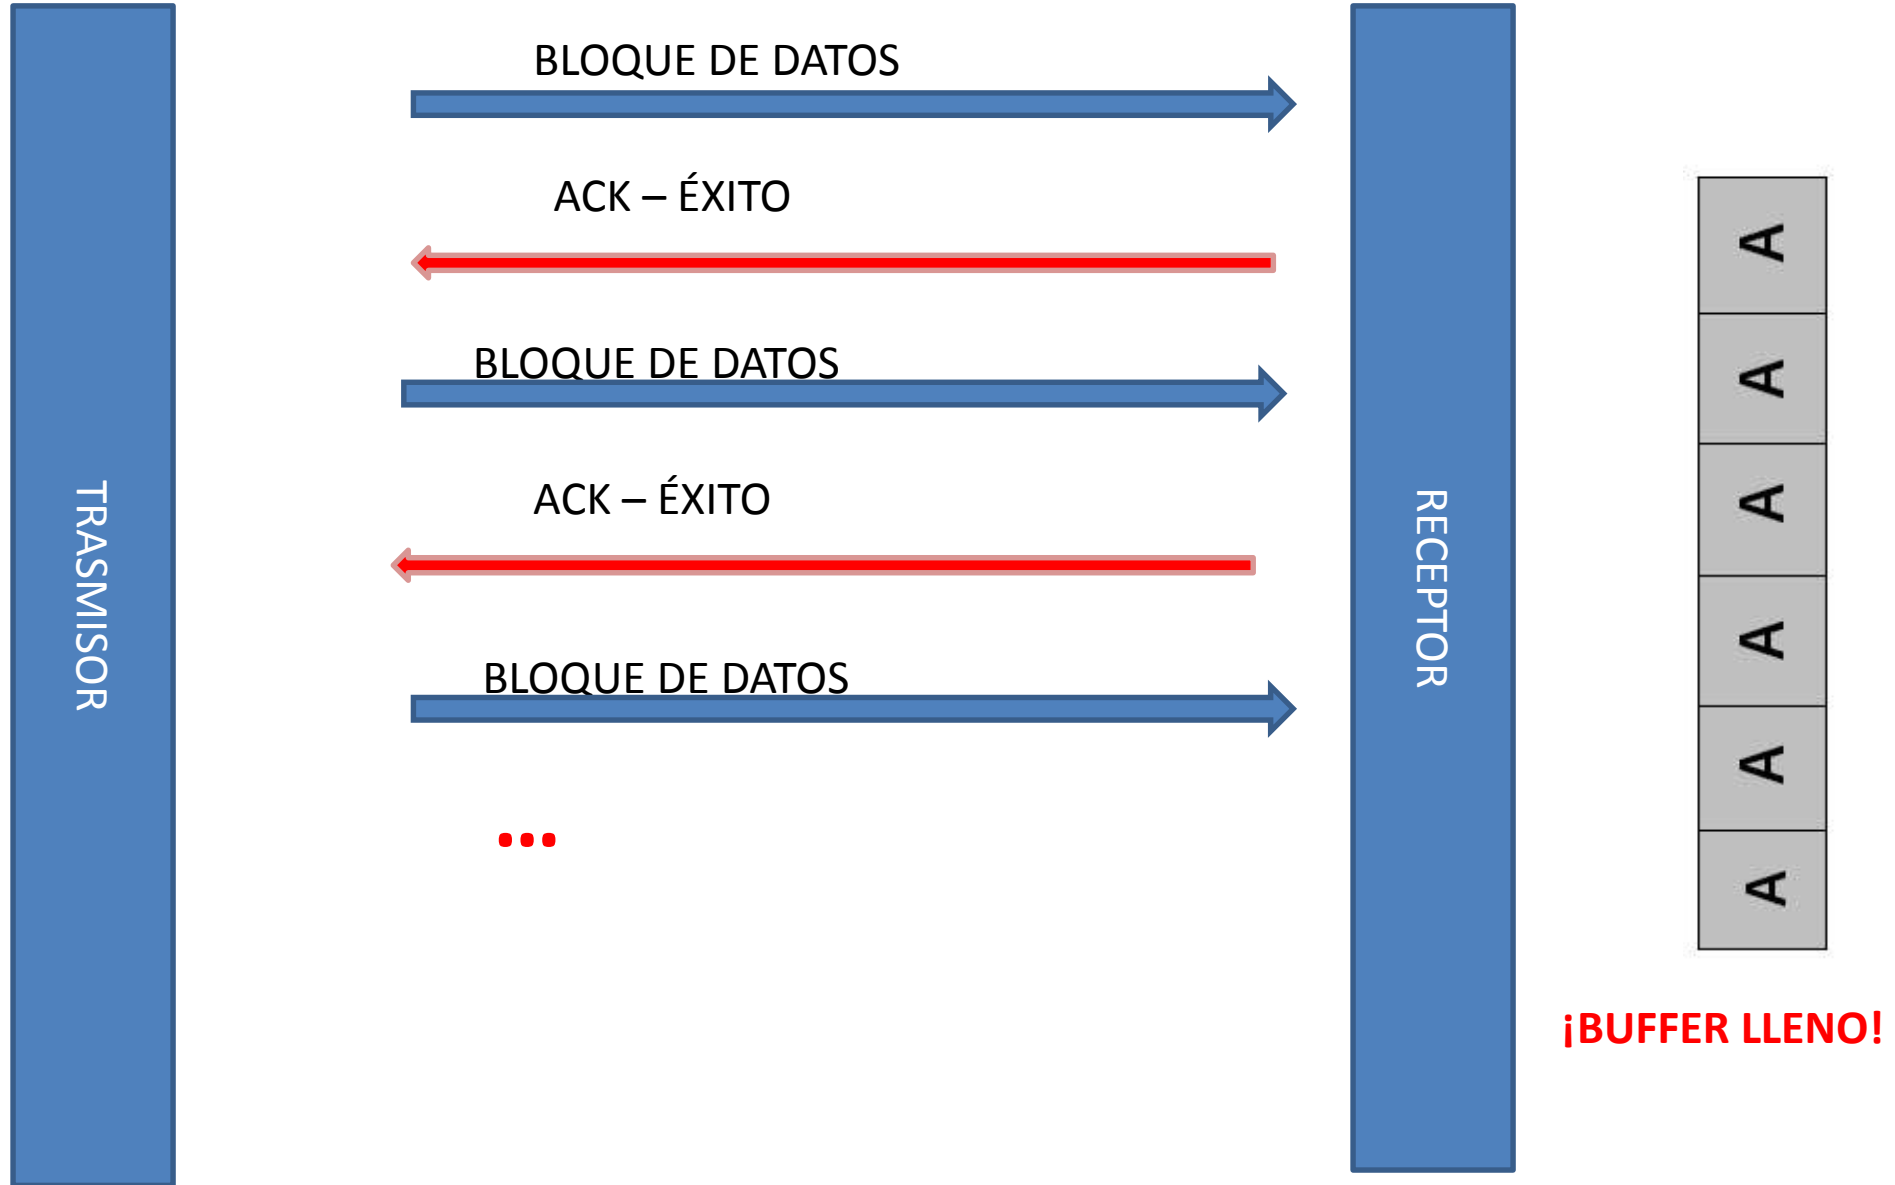 BLOQUE DE DATOS
ACK – ÉXITO
BLOQUE DE DATOS
ACK – ÉXITO
BLOQUE DE DATOS
...
TRASMISOR
RECEPTOR
A
A
A
A
A
A
¡BUFFER LLENO!